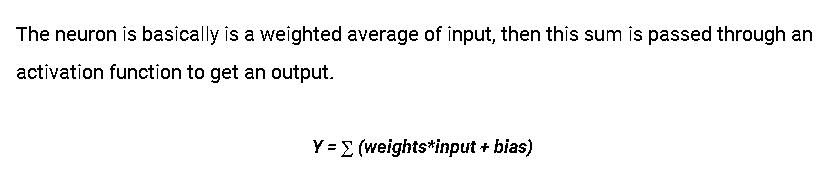 The neuron is basically is a weighted average of input, then this sum is passed through an
activation function to get an output.
Y = ∑ (weights*input + bias)